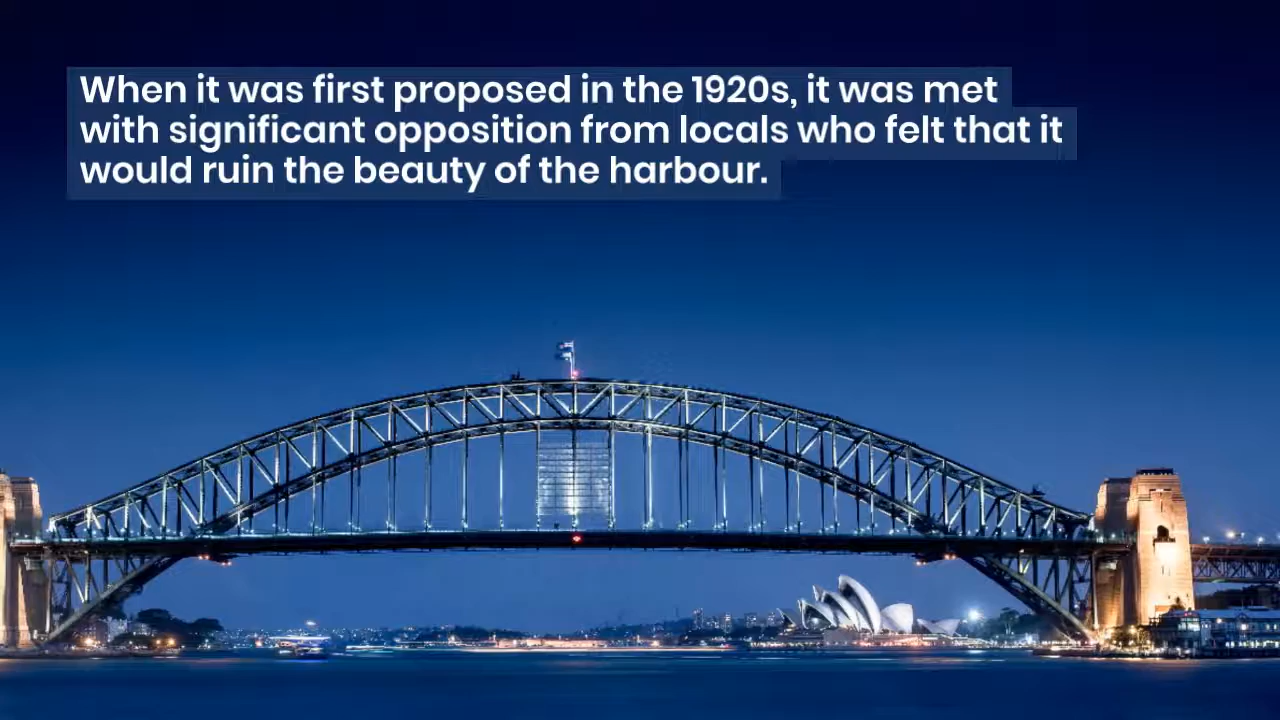 When it was first proposed in the 1920s, it was met
with significant opposition from locals who felt that it
would ruin the beauty of the harbour.